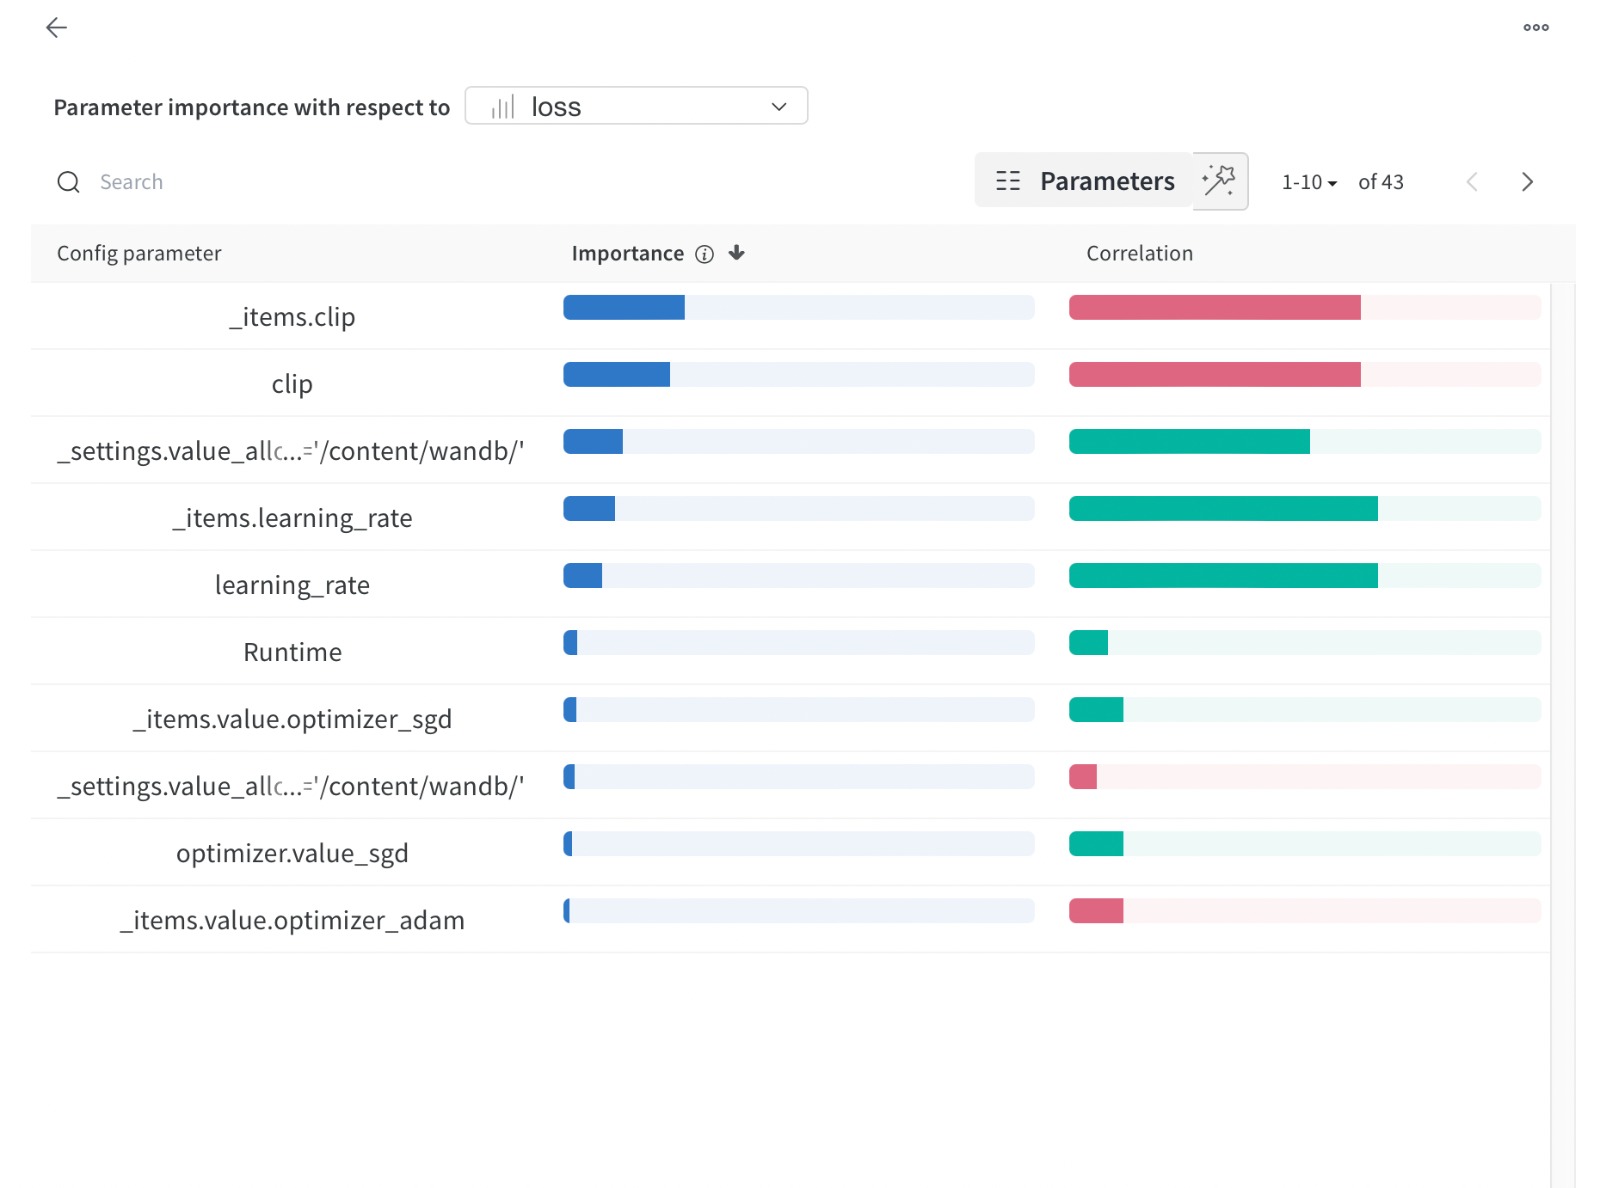 Parameter importance with respect to loss
Search Parameters 1-10 of 43
Config parameter Importance Correlation
_items.clip
clip
_settings.value_allc...='/content/wandb/'
_items.learning_rate
learning_rate
Runtime
_items.value.optimizer_sgd
_settings.value_allc...='/content/wandb/'
optimizer.value_sgd
_items.value.optimizer_adam